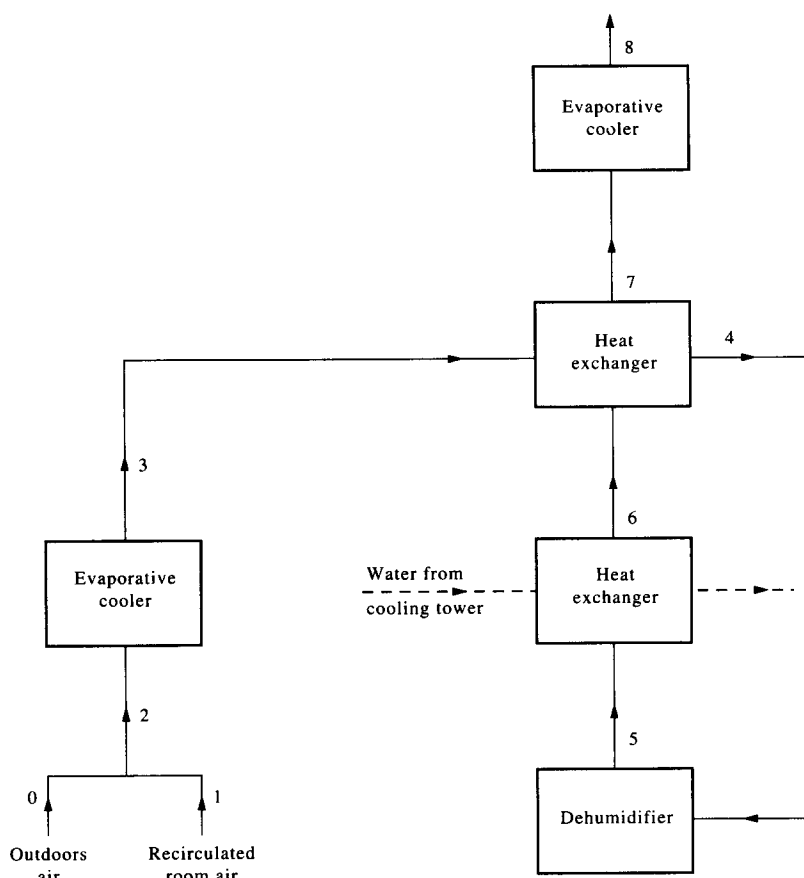 8
Evaporative
cooler
7
Heat
exchanger
4
3
6
Evaporative
cooler
Water from
cooling tower
Heat
exchanger
2
5
0
1
Dehumidifier
Outdoors
air
Recirculated
room air